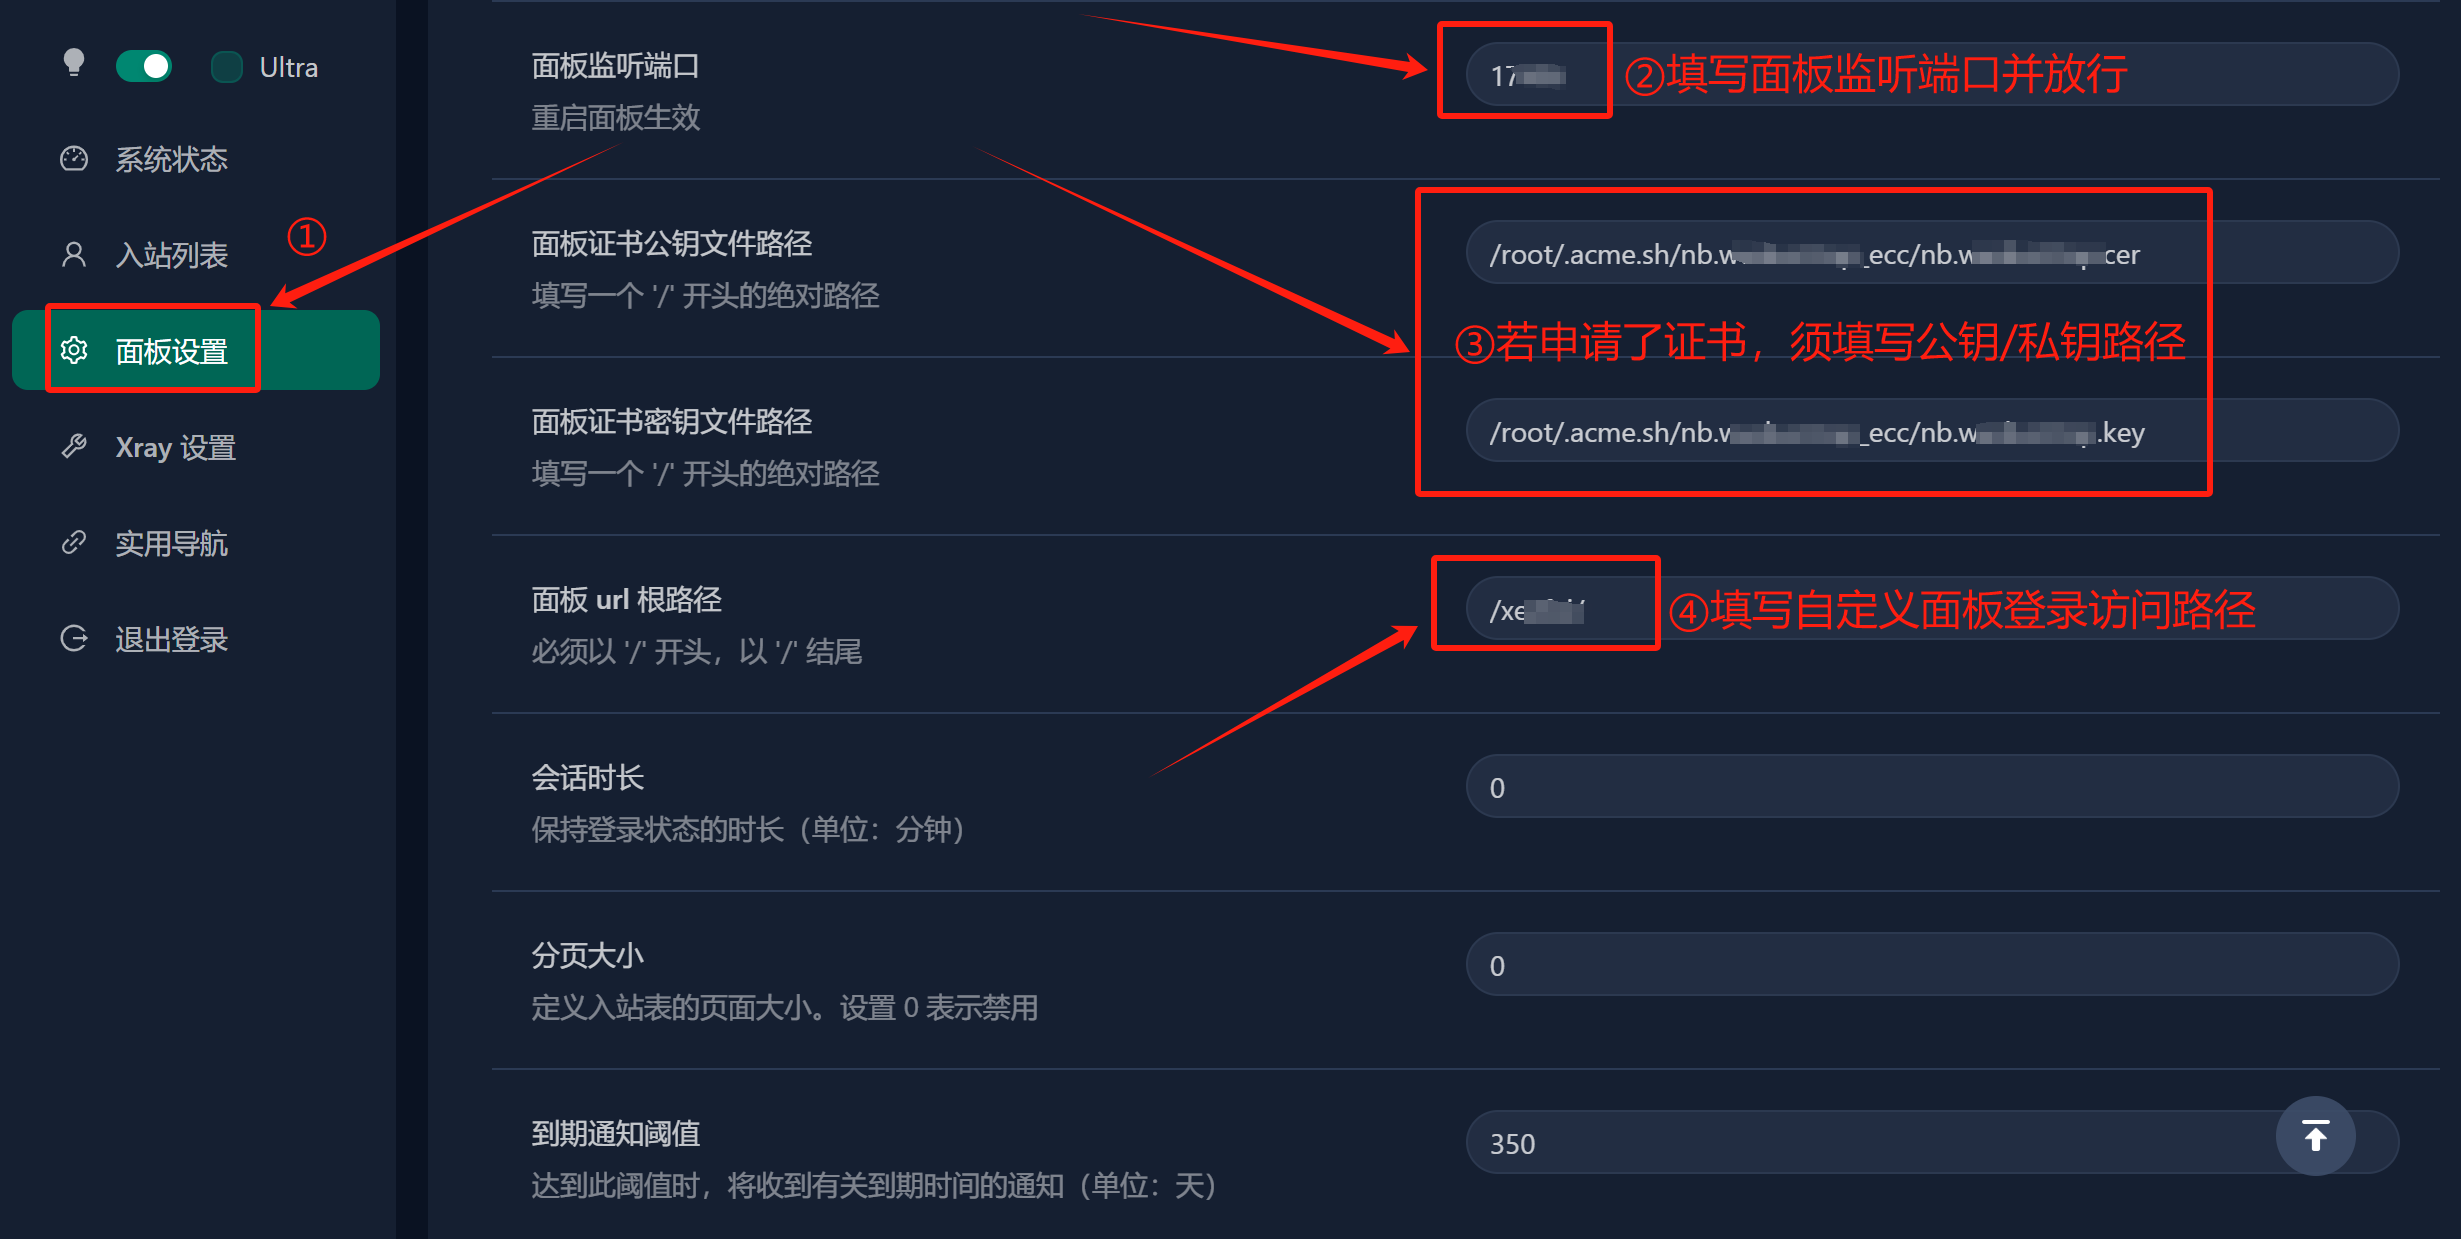 Ultra
系统状态
入站列表
①
面板设置
Xray 设置
实用导航
退出登录
面板监听端口
重启面板生效
17
②填写面板监听端口并放行
面板证书公钥文件路径
填写一个 '/' 开头的绝对路径
/root/.acme.sh/nb. _ecc/nb. cer
③若申请了证书，须填写公钥/私钥路径
面板证书密钥文件路径
填写一个 '/' 开头的绝对路径
/root/.acme.sh/nb. _ecc/nb. .key
面板 url 根路径
必须以 '/' 开头，以 '/' 结尾
/xe
④填写自定义面板登录访问路径
会话时长
保持登录状态的时长（单位：分钟）
0
分页大小
定义入站表的页面大小。设置 0 表示禁用
0
到期通知阈值
达到此阈值时，将收到有关到期时间的通知（单位：天）
350